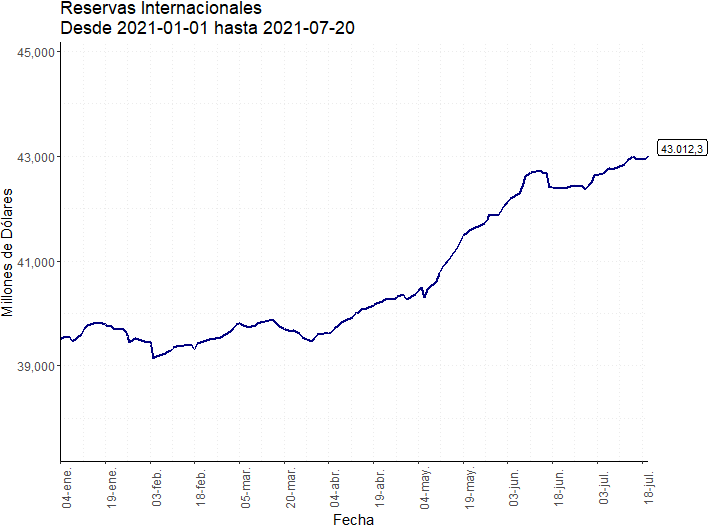 Reservas Internacionales
Desde 2021-01-01 hasta 2021-07-20
45,000
43,000
41,000
39,000
Millones de Dólares
43.012,3
04-ene.
19-ene.
03-feb.
18-feb.
05-mar.
20-mar.
04-abr.
19-abr.
04-may.
19-may.
03-jun.
18-jun.
03-jul.
18-jul.
Fecha